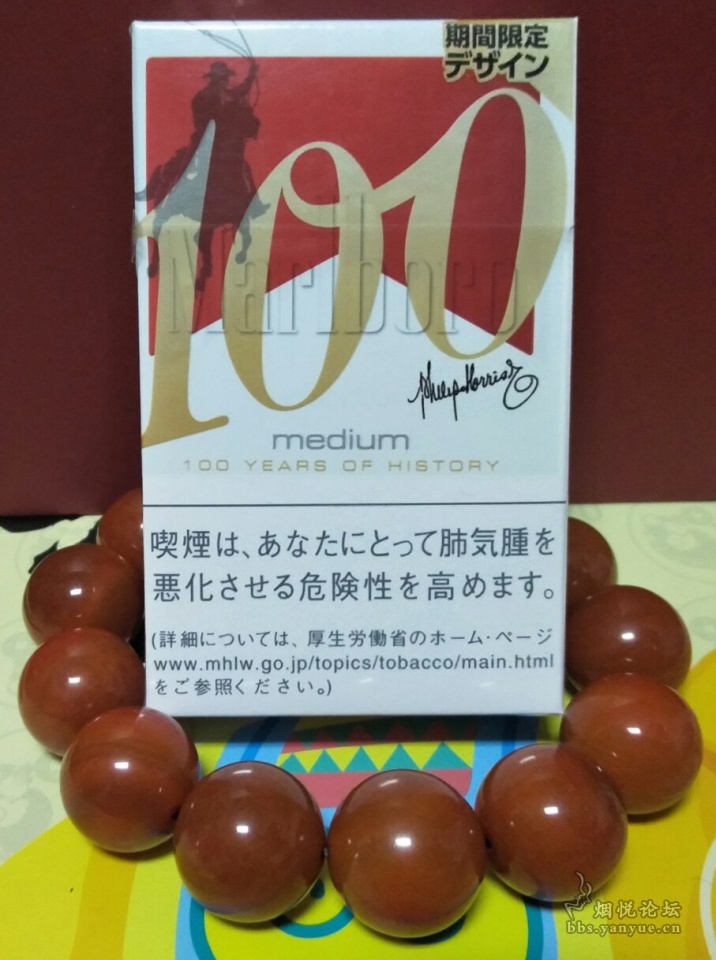 期間限定
デザイン
100
Marlboro
Philip Morris
medium
100 YEARS OF HISTORY
喫煙は、あなたにとって肺気腫を
悪化させる危険性を高めます。
(詳細については、厚生労働省のホーム・ページ
www.mhlw.go.jp/topics/tobacco/main.html
をご参照ください。)
烟悦论坛
bbs.yanyue.cn